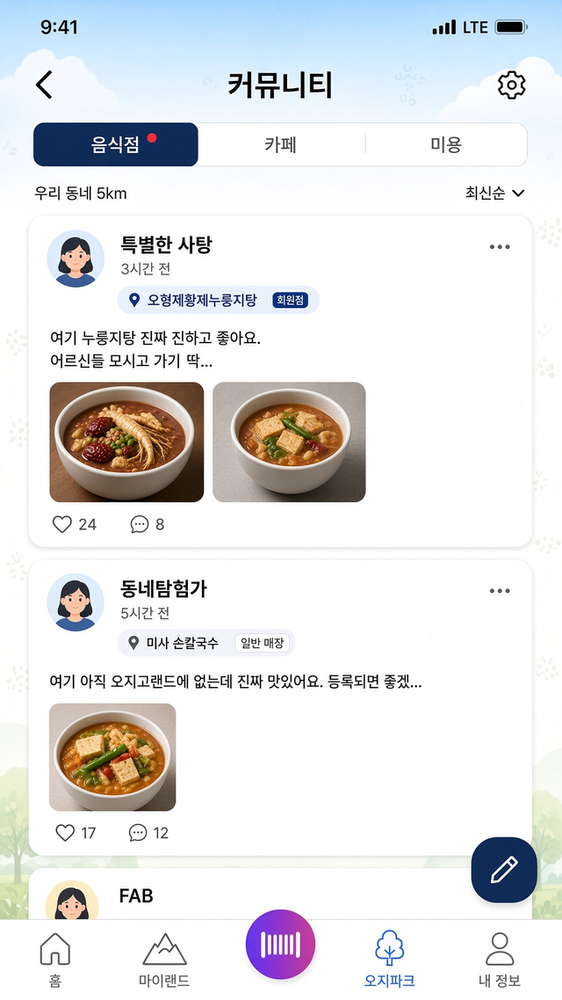 9:41
LTE
커뮤니티
음식점
카페
미용
우리 동네 5km
최신순
특별한 사탕
3시간 전
오형제황제누룽지탕 회원점
여기 누룽지탕 진짜 진하고 좋아요.
어르신들 모시고 가기 딱...
24
8
동네탐험가
5시간 전
미사 손칼국수 일반 매장
여기 아직 오지고랜드에 없는데 진짜 맛있어요. 등록되면 좋겠...
17
12
FAB
홈
마이랜드
오지파크
내 정보